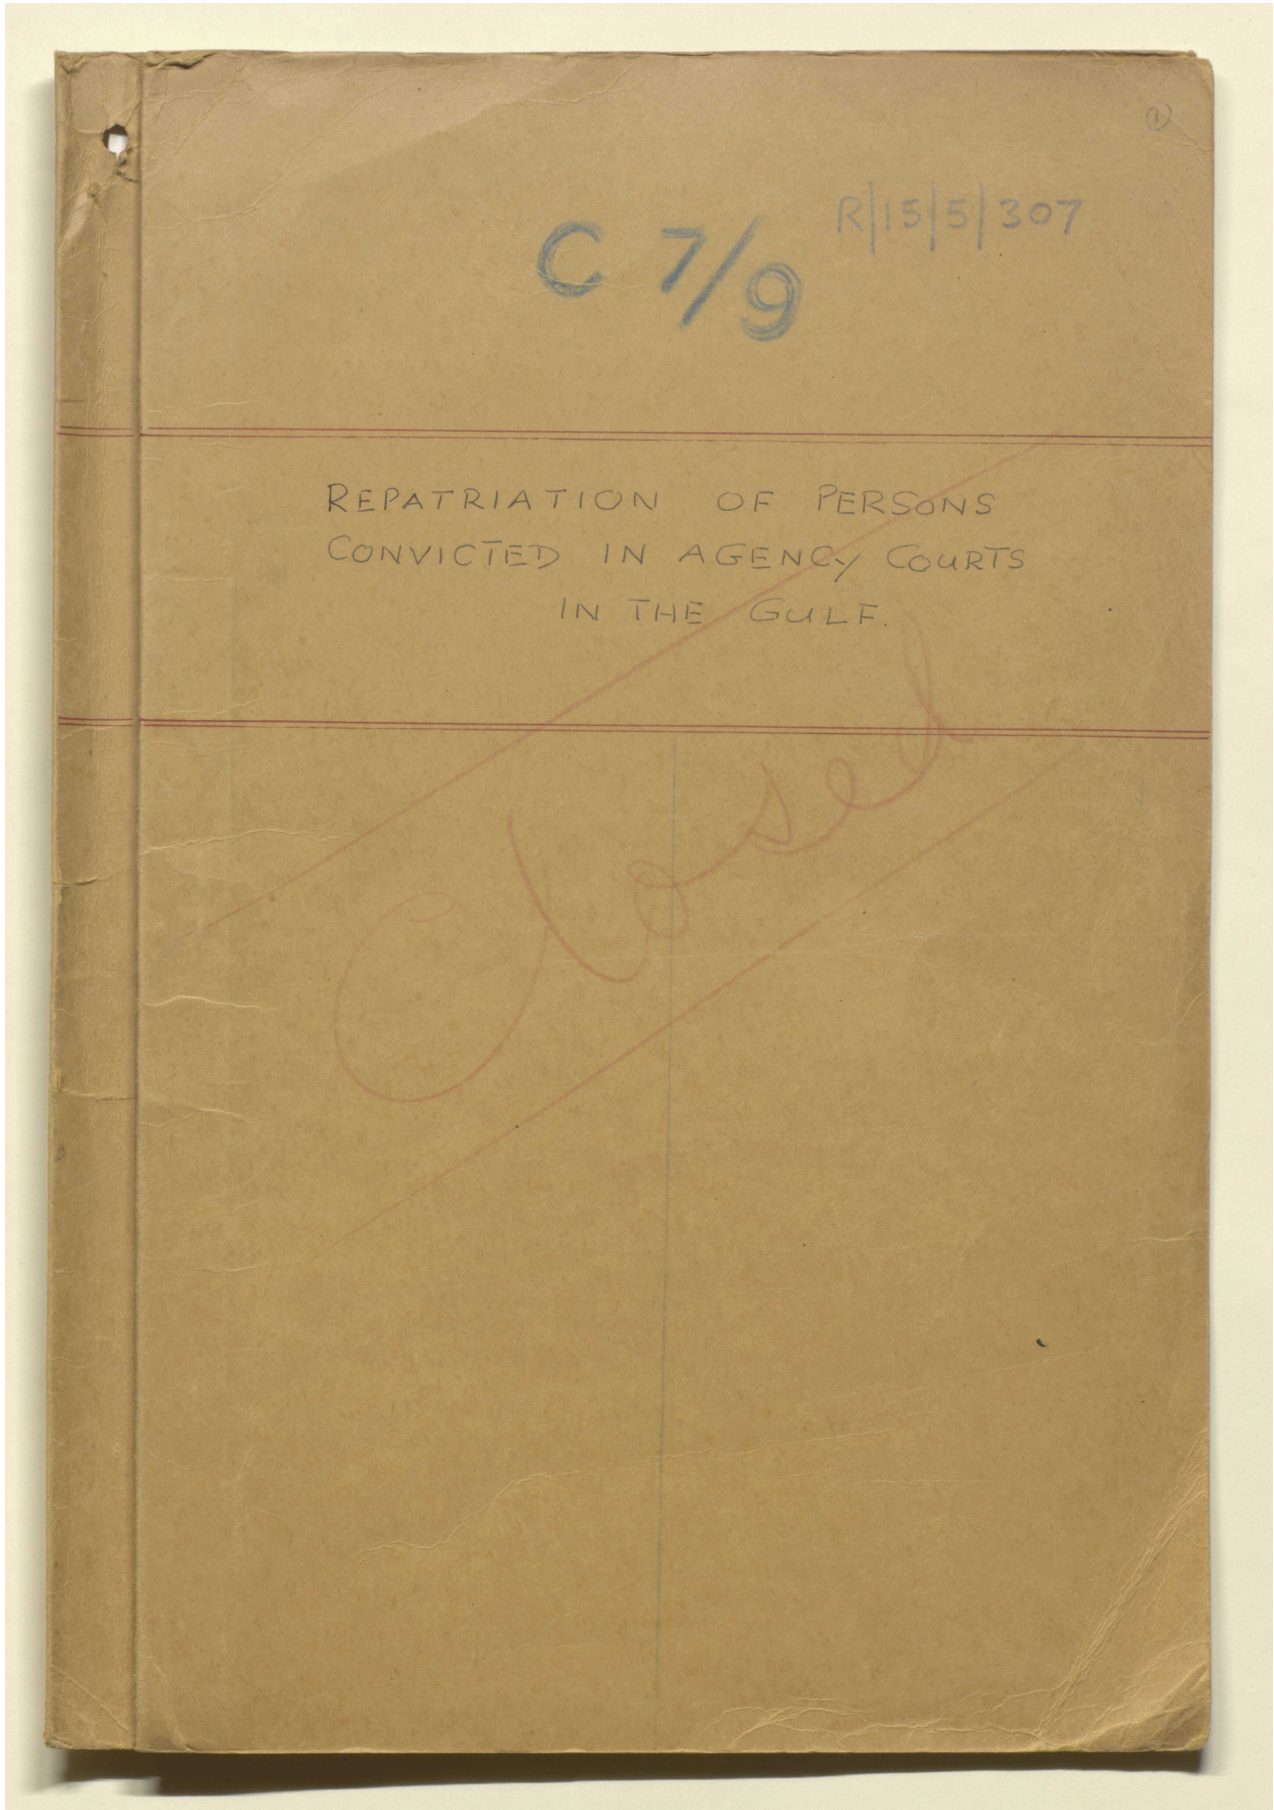 1
R/15/5/307
C 7/9
REPATRIATION OF PERSONS
CONVICTED IN AGENCY COURTS
IN THE GULF.
Closed